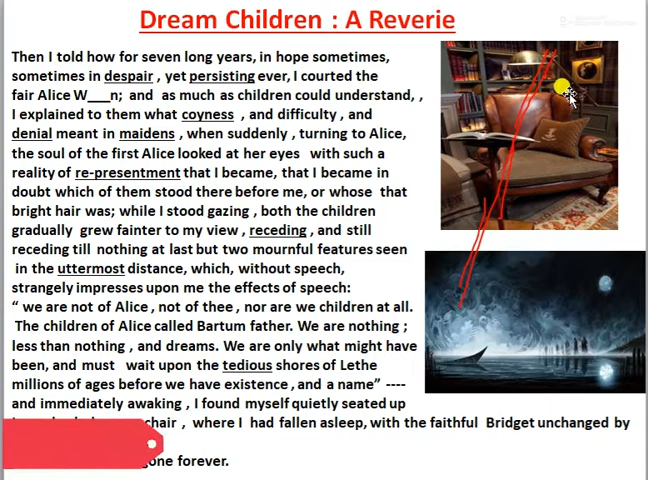 Dream Children : A Reverie
Then I told how for seven long years, in hope sometimes,
sometimes in despair , yet persisting ever, I courted the
fair Alice W___n; and as much as children could understand, ,
I explained to them what coyness , and difficulty , and
denial meant in maidens , when suddenly , turning to Alice,
the soul of the first Alice looked at her eyes with such a
reality of re-presentment that I became, that I became in
doubt which of them stood there before me, or whose that
bright hair was; while I stood gazing , both the children
gradually grew fainter to my view , receding , and still
receding till nothing at last but two mournful features seen
in the uttermost distance, which, without speech,
strangely impresses upon me the effects of speech:
“ we are not of Alice , not of thee , nor are we children at all.
The children of Alice called Bartum father. We are nothing ;
less than nothing , and dreams. We are only what might have
been, and must wait upon the tedious shores of Lethe
millions of ages before we have existence , and a name” ----
and immediately awaking , I found myself quietly seated up
chair , where I had fallen asleep, with the faithful Bridget unchanged by
gone forever.